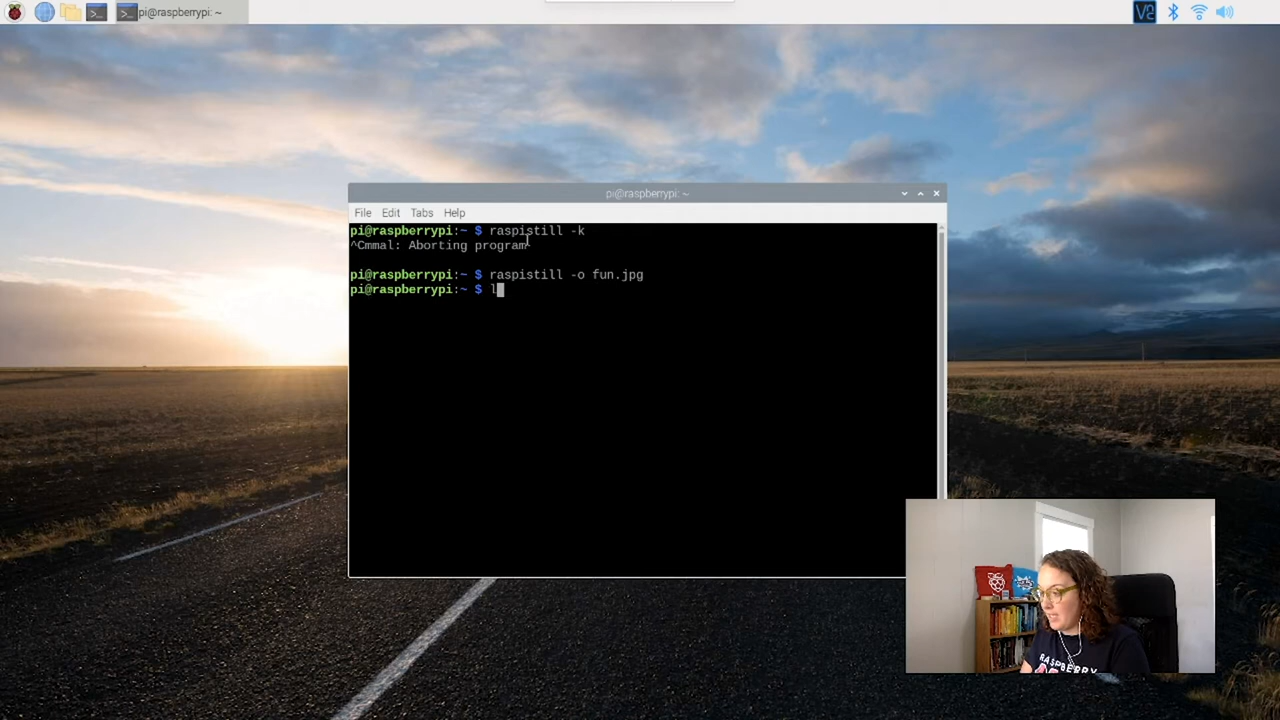 pi@raspberrypi: ~
pi@raspberrypi: ~
File Edit Tabs Help
pi@raspberrypi:~ $ raspistill -k
^Cmmal: Aborting program
pi@raspberrypi:~ $ raspistill -o fun.jpg
pi@raspberrypi:~ $ l
RASPBERRY